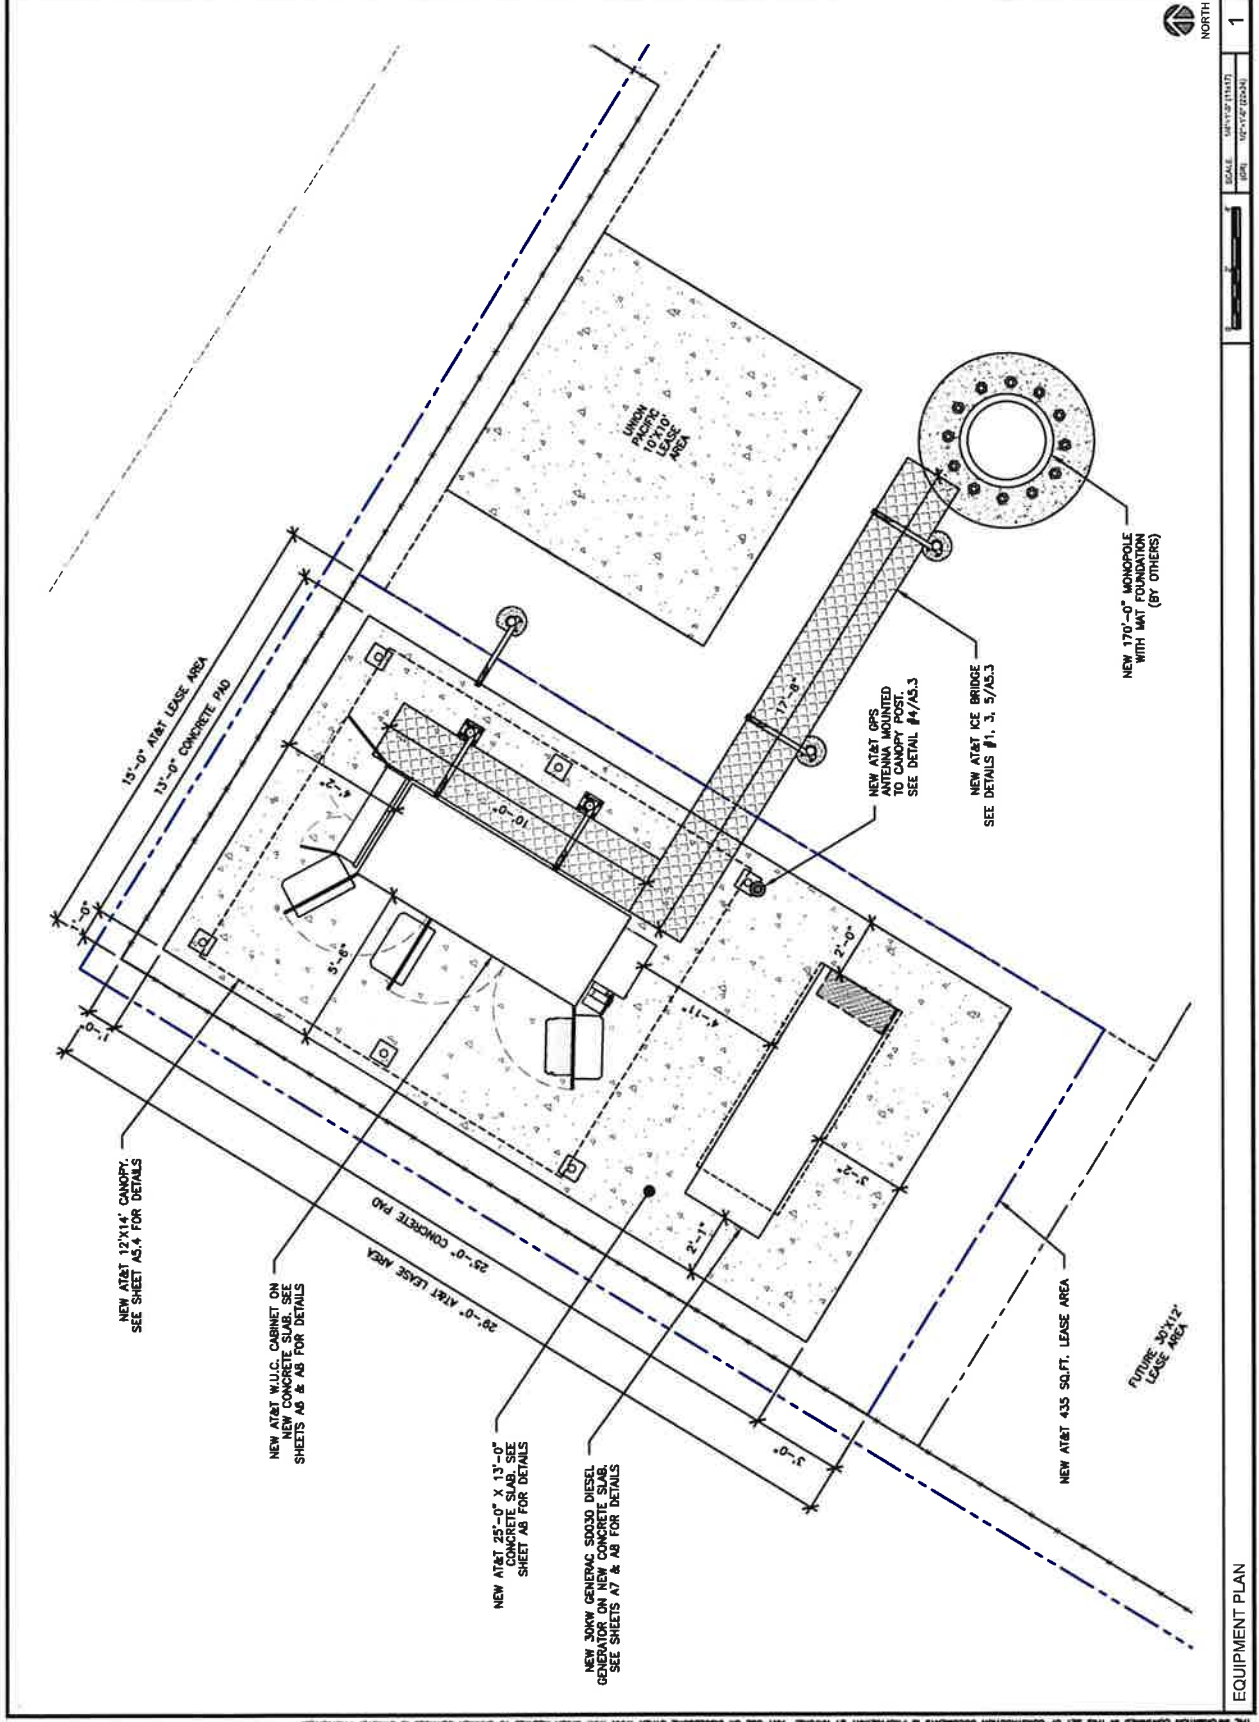 NEW AT&T 12'X14' CANOPY.
SEE SHEET A5.4 FOR DETAILS
NEW AT&T W.U.C. CABINET ON
NEW CONCRETE SLAB. SEE
SHEETS A6 & A8 FOR DETAILS
NEW AT&T 25'-0" X 13'-0"
CONCRETE SLAB. SEE
SHEET A8 FOR DETAILS
NEW 30KW GENERAC SD030 DIESEL
GENERATOR ON NEW CONCRETE SLAB.
SEE SHEETS A7 & A8 FOR DETAILS
29'-0" AT&T LEASE AREA
25'-0" CONCRETE PAD
15'-0" AT&T LEASE AREA
13'-0" CONCRETE PAD
1'-0"
1'-0"
3'-0"
4'-2"
5'-6"
10'-0"
17'-8"
4'-11"
2'-0"
2'-1"
3'-2"
UNION
PACIFIC
10'X10'
LEASE
AREA
NEW AT&T GPS
ANTENNA MOUNTED
TO CANOPY POST.
SEE DETAIL #4/A5.3
NEW AT&T ICE BRIDGE
SEE DETAILS #1, 3, 5/A5.3
NEW 170'-0" MONOPOLE
WITH MAT FOUNDATION
(BY OTHERS)
NEW AT&T 435 SQ.FT. LEASE AREA
FUTURE 30'X12'
LEASE AREA
EQUIPMENT PLAN
0 2' 4'
SCALE:
1
NORTH